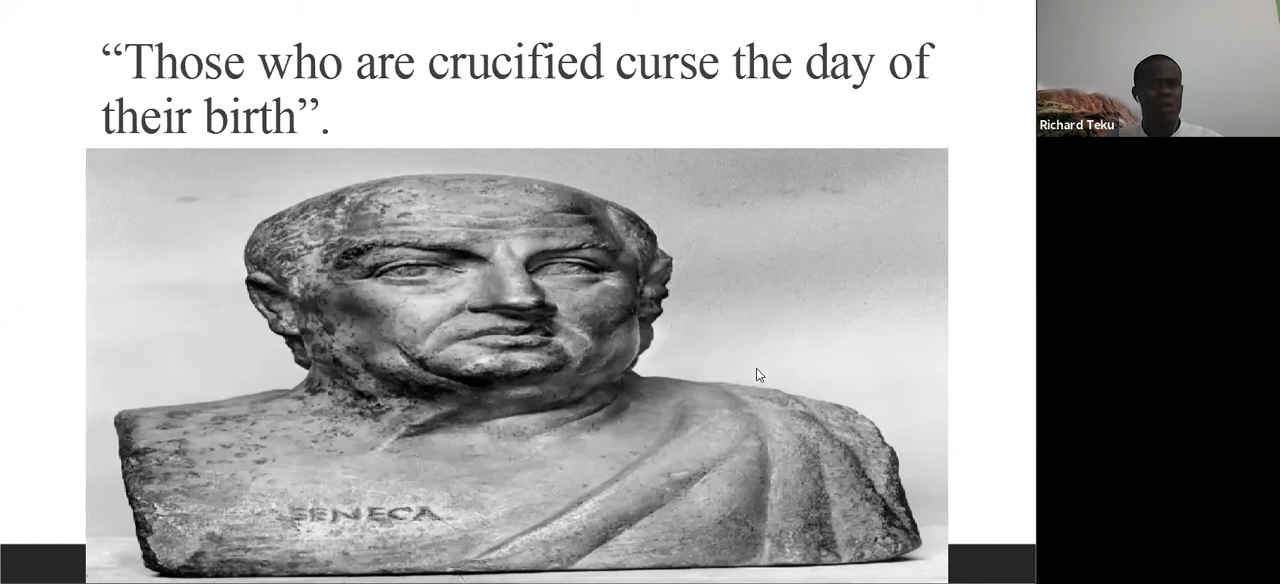 “Those who are crucified curse the day of
their birth”.
Richard Teku
SENECA